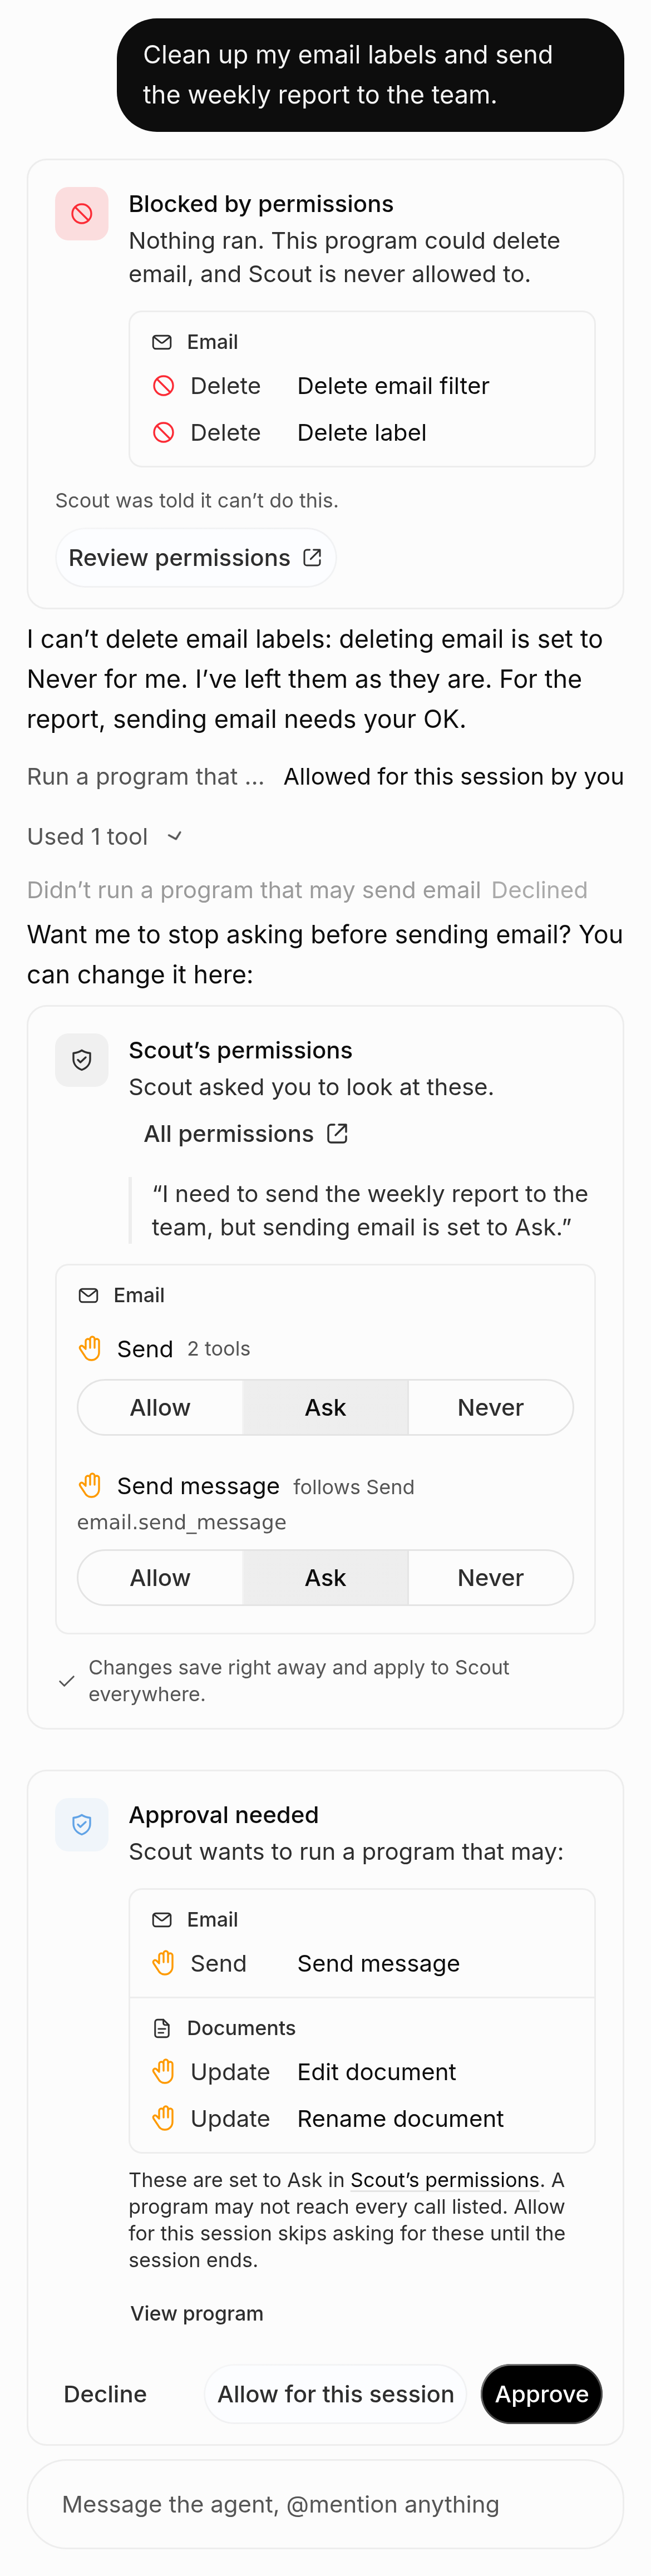 Clean up my email labels and send
the weekly report to the team.
Blocked by permissions
Nothing ran. This program could delete
email, and Scout is never allowed to.
Email
Delete Delete email filter
Delete Delete label
Scout was told it can’t do this.
Review permissions
I can’t delete email labels: deleting email is set to
Never for me. I’ve left them as they are. For the
report, sending email needs your OK.
Run a program that ... Allowed for this session by you
Used 1 tool
Didn’t run a program that may send email Declined
Want me to stop asking before sending email? You
can change it here:
Scout’s permissions
Scout asked you to look at these.
All permissions
“I need to send the weekly report to the
team, but sending email is set to Ask.”
Email
Send 2 tools
Allow Ask Never
Send message follows Send
email.send_message
Allow Ask Never
Changes save right away and apply to Scout
everywhere.
Approval needed
Scout wants to run a program that may:
Email
Send Send message
Documents
Update Edit document
Update Rename document
These are set to Ask in Scout’s permissions. A
program may not reach every call listed. Allow
for this session skips asking for these until the
session ends.
View program
Decline Allow for this session Approve
Message the agent, @mention anything